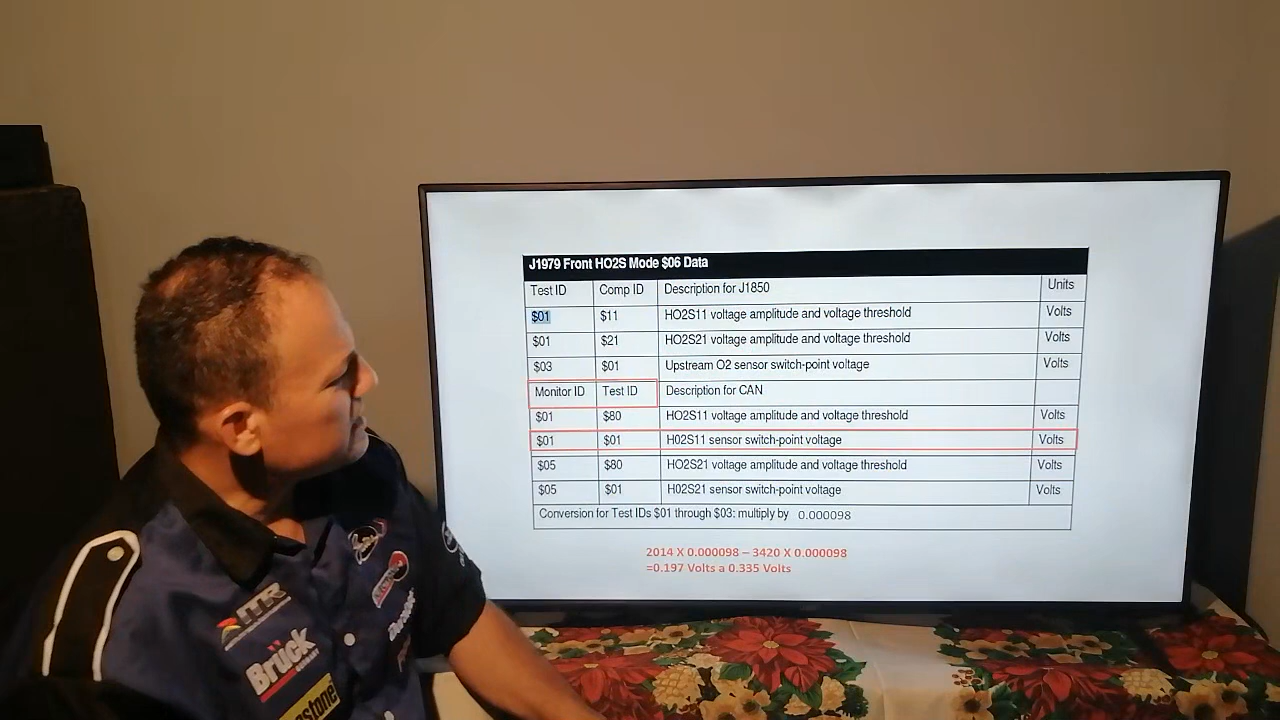 J1979 Front HO2S Mode $06 Data
Test ID Comp ID Description for J1850 Units
$01 $11 HO2S11 voltage amplitude and voltage threshold Volts
$01 $21 HO2S21 voltage amplitude and voltage threshold Volts
$03 $01 Upstream O2 sensor switch-point voltage Volts
Monitor ID Test ID Description for CAN
$01 $80 HO2S11 voltage amplitude and voltage threshold Volts
$01 $01 H02S11 sensor switch-point voltage Volts
$05 $80 HO2S21 voltage amplitude and voltage threshold Volts
$05 $01 H02S21 sensor switch-point voltage Volts
Conversion for Test IDs $01 through $03: multiply by 0.000098
2014 X 0.000098 – 3420 X 0.000098
=0.197 Volts a 0.335 Volts
ITR
Brück